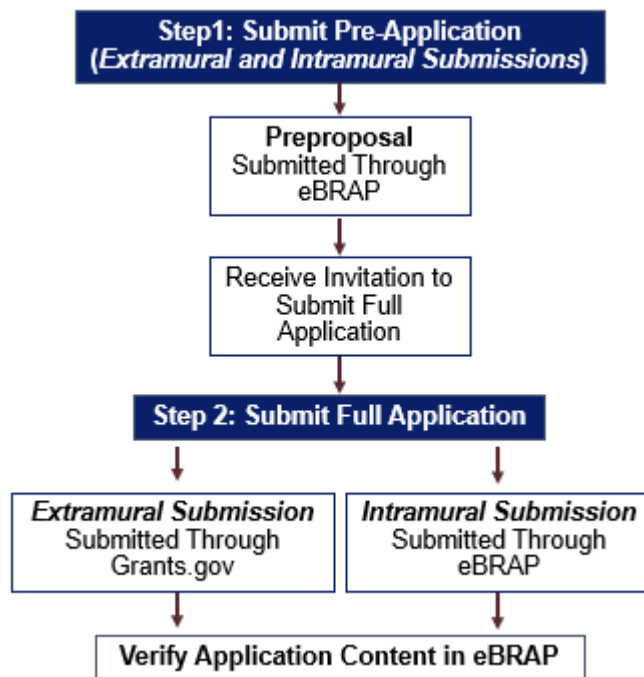 Step1: Submit Pre-Application
(Extramural and Intramural Submissions)
Preproposal
Submitted Through
eBRAP
Receive Invitation to
Submit Full
Application
Step 2: Submit Full Application
Extramural Submission
Submitted Through
Grants.gov
Intramural Submission
Submitted Through
eBRAP
Verify Application Content in eBRAP